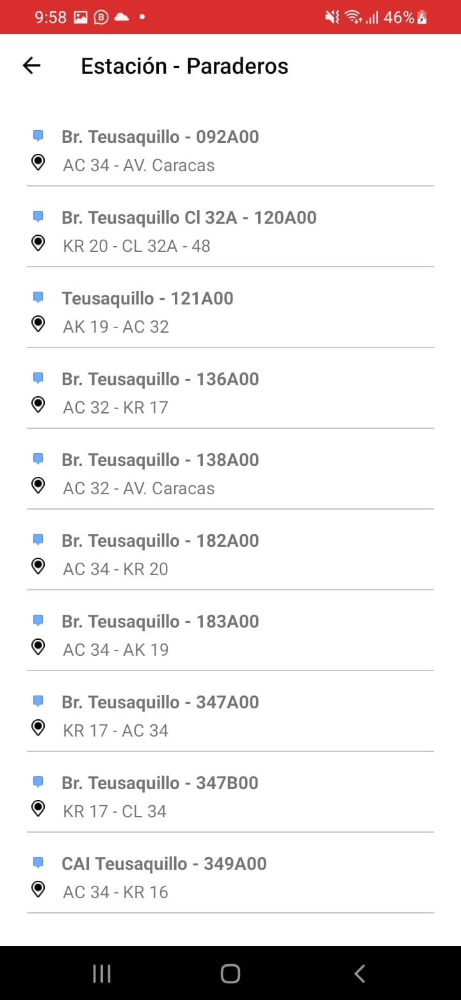 9:58 46%
Estación - Paraderos
Br. Teusaquillo - 092A00
AC 34 - AV. Caracas
Br. Teusaquillo Cl 32A - 120A00
KR 20 - CL 32A - 48
Teusaquillo - 121A00
AK 19 - AC 32
Br. Teusaquillo - 136A00
AC 32 - KR 17
Br. Teusaquillo - 138A00
AC 32 - AV. Caracas
Br. Teusaquillo - 182A00
AC 34 - KR 20
Br. Teusaquillo - 183A00
AC 34 - AK 19
Br. Teusaquillo - 347A00
KR 17 - AC 34
Br. Teusaquillo - 347B00
KR 17 - CL 34
CAI Teusaquillo - 349A00
AC 34 - KR 16